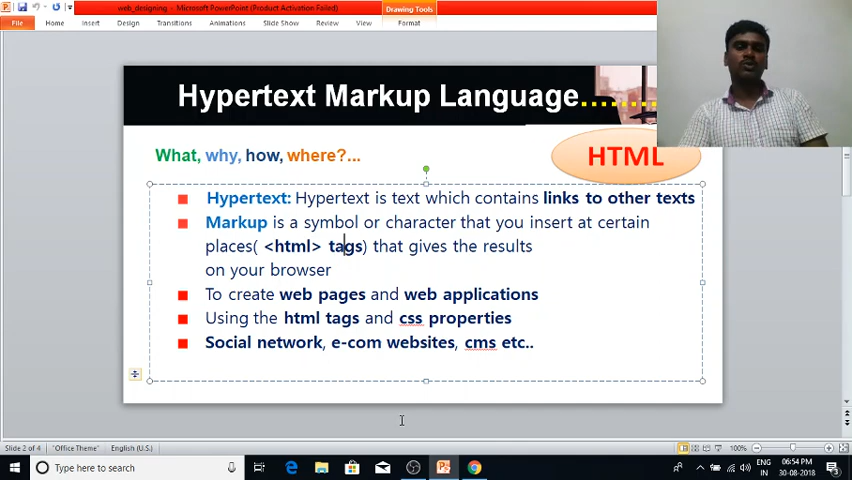 web_designing - Microsoft PowerPoint (Product Activation Failed)
Drawing Tools
File Home Insert Design Transitions Animations Slide Show Review View Format
Hypertext Markup Language......
What, why, how, where?...
HTML
Hypertext: Hypertext is text which contains links to other texts
Markup is a symbol or character that you insert at certain
places( <html> tags) that gives the results
on your browser
To create web pages and web applications
Using the html tags and css properties
Social network, e-com websites, cms etc..
Slide 2 of 4 "Office Theme" English (U.S.) 100%
Type here to search
ENG 06:54 PM
IN 30-08-2018